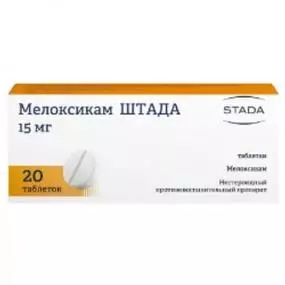 Мелоксикам ШТАДА
15 мг
STADA
таблетки
Мелоксикам
Нестероидный
противовоспалительный препарат
20
таблеток